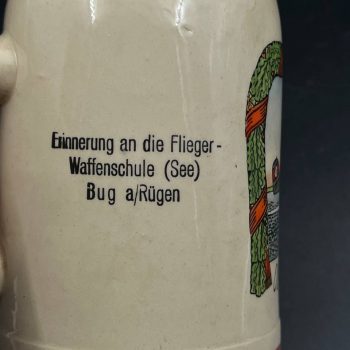 Erinnerung an die Flieger-
Waffenschule (See)
Bug a/Rügen